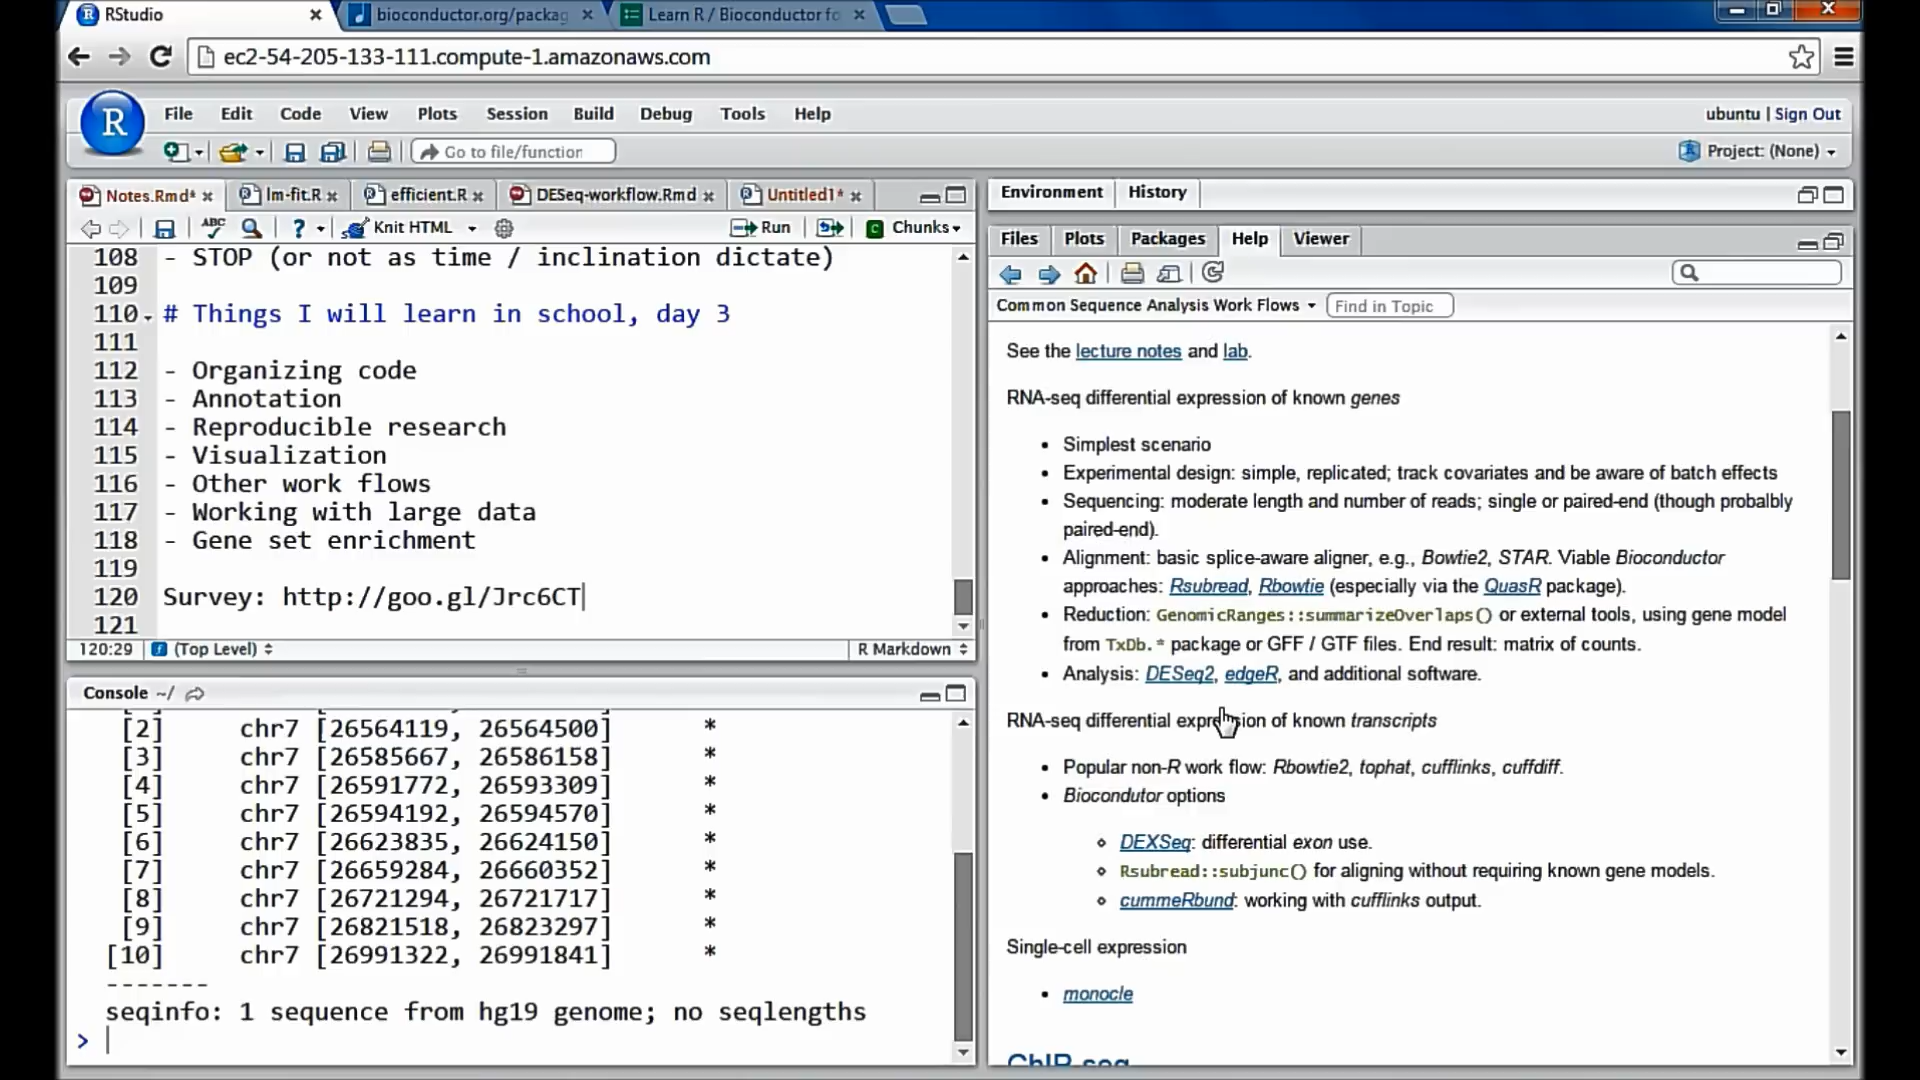 RStudio
bioconductor.org/packag
Learn R / Bioconductor fo
ec2-54-205-133-111.compute-1.amazonaws.com
R
File Edit Code View Plots Session Build Debug Tools Help
ubuntu | Sign Out
Go to file/function
Project: (None)
Notes.Rmd* lm-fit.R efficient.R DESeq-workflow.Rmd Untitled1*
ABC ? Knit HTML Run Chunks
108 - STOP (or not as time / inclination dictate)
109
110 # Things I will learn in school, day 3
111
112 - Organizing code
113 - Annotation
114 - Reproducible research
115 - Visualization
116 - Other work flows
117 - Working with large data
118 - Gene set enrichment
119
120 Survey: http://goo.gl/Jrc6CT
121
120:29 (Top Level) R Markdown
Console ~/
[2] chr7 [26564119, 26564500] *
[3] chr7 [26585667, 26586158] *
[4] chr7 [26591772, 26593309] *
[5] chr7 [26594192, 26594570] *
[6] chr7 [26623835, 26624150] *
[7] chr7 [26659284, 26660352] *
[8] chr7 [26721294, 26721717] *
[9] chr7 [26821518, 26823297] *
[10] chr7 [26991322, 26991841] *
-------
seqinfo: 1 sequence from hg19 genome; no seqlengths
>
Environment History
Files Plots Packages Help Viewer
Common Sequence Analysis Work Flows Find in Topic
See the lecture notes and lab.
RNA-seq differential expression of known genes
• Simplest scenario
• Experimental design: simple, replicated; track covariates and be aware of batch effects
• Sequencing: moderate length and number of reads; single or paired-end (though probalbly
paired-end).
• Alignment: basic splice-aware aligner, e.g., Bowtie2, STAR. Viable Bioconductor
approaches: Rsubread, Rbowtie (especially via the QuasR package).
• Reduction: GenomicRanges::summarizeOverlaps() or external tools, using gene model
from TxDb.* package or GFF / GTF files. End result: matrix of counts.
• Analysis: DESeq2, edgeR, and additional software.
RNA-seq differential expression of known transcripts
• Popular non-R work flow: Rbowtie2, tophat, cufflinks, cuffdiff.
• Biocondutor options
DEXSeq: differential exon use.
Rsubread::subjunc() for aligning without requiring known gene models.
cummeRbund: working with cufflinks output.
Single-cell expression
• monocle
ChIP-seq